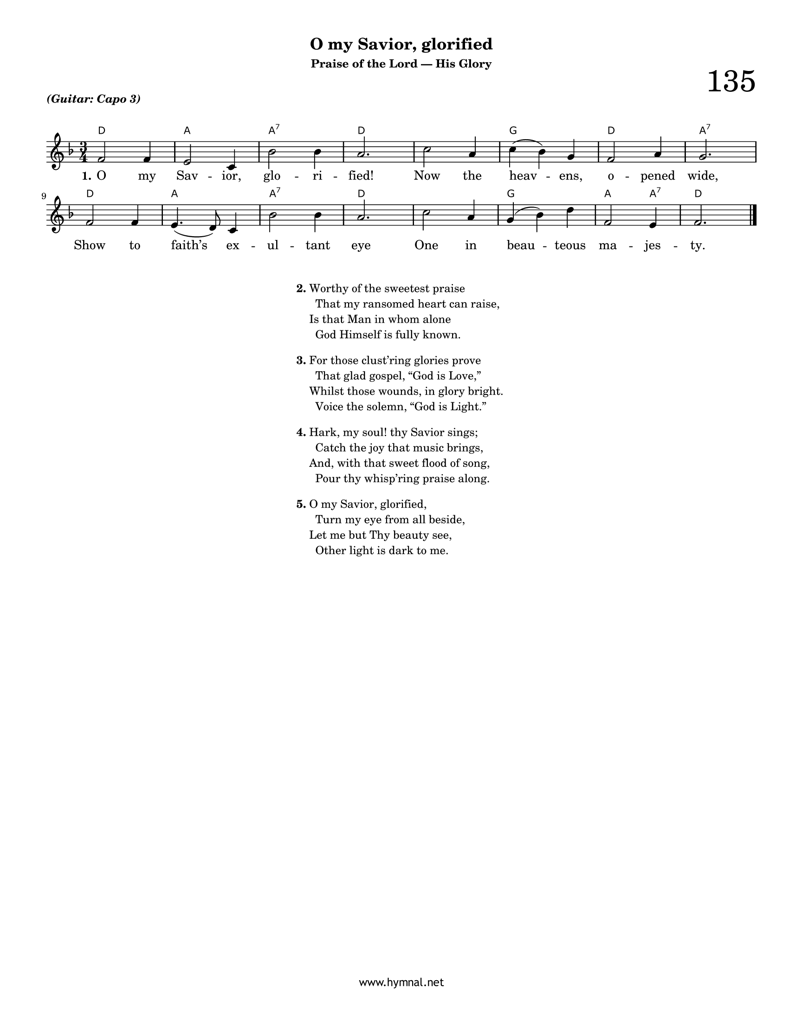 O my Savior, glorified
Praise of the Lord — His Glory
135
(Guitar: Capo 3)
D A A7 D G D A7
3
4
1. O my Sav - ior, glo - ri - fied! Now the heav - ens, o - pened wide,
9
D A A7 D G A A7 D
Show to faith’s ex - ul - tant eye One in beau - teous ma - jes - ty.
2. Worthy of the sweetest praise
That my ransomed heart can raise,
Is that Man in whom alone
God Himself is fully known.
3. For those clust’ring glories prove
That glad gospel, “God is Love,”
Whilst those wounds, in glory bright.
Voice the solemn, “God is Light.”
4. Hark, my soul! thy Savior sings;
Catch the joy that music brings,
And, with that sweet flood of song,
Pour thy whisp’ring praise along.
5. O my Savior, glorified,
Turn my eye from all beside,
Let me but Thy beauty see,
Other light is dark to me.
www.hymnal.net